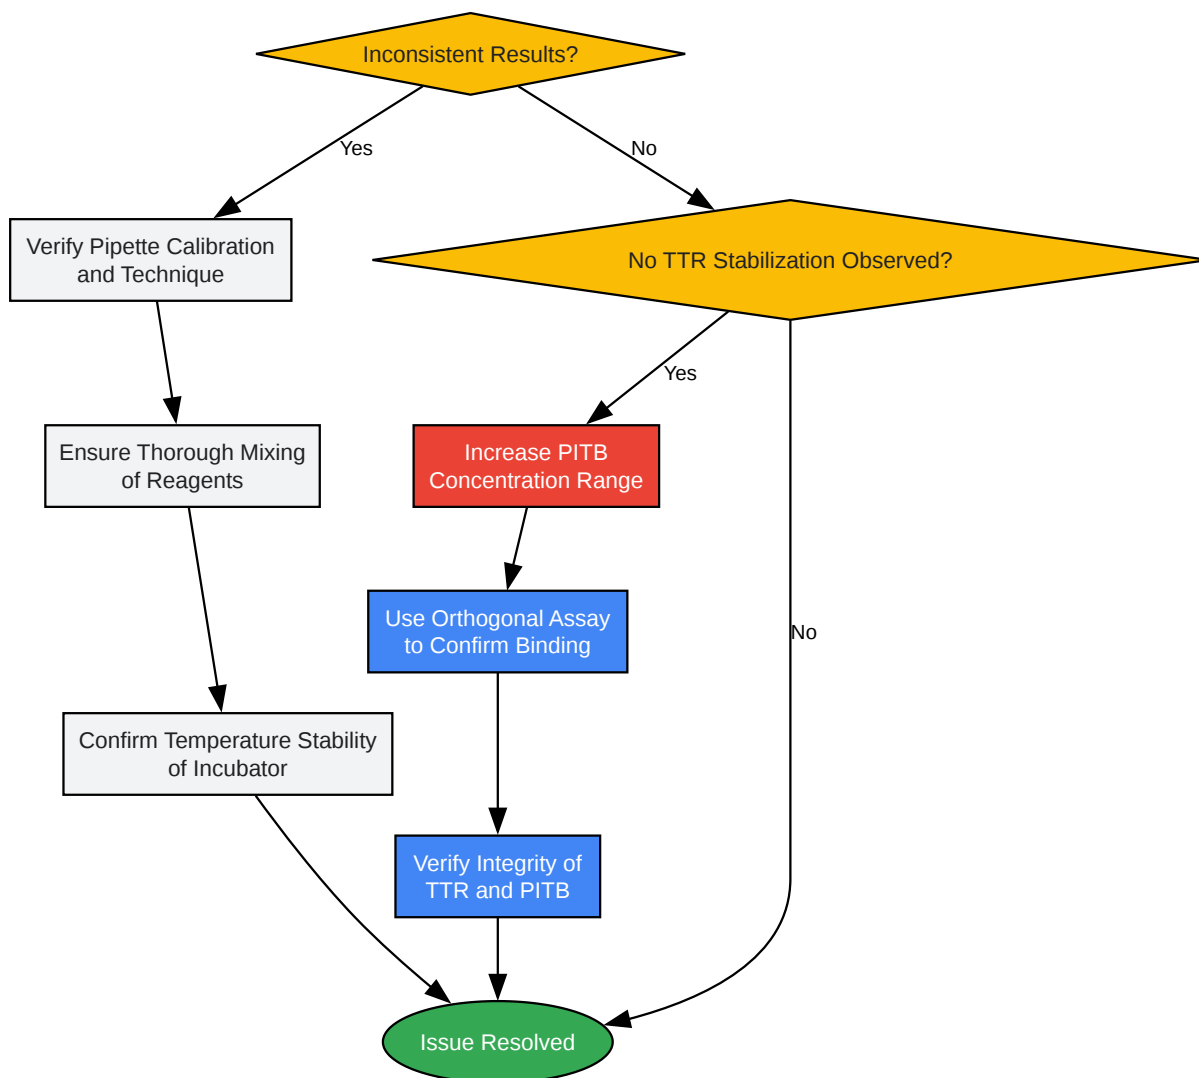 Inconsistent Results?
Yes
No
Verify Pipette Calibration
and Technique
No TTR Stabilization Observed?
Yes
Ensure Thorough Mixing
of Reagents
Increase PITB
Concentration Range
Use Orthogonal Assay
to Confirm Binding
No
Confirm Temperature Stability
of Incubator
Verify Integrity of
TTR and PITB
Issue Resolved